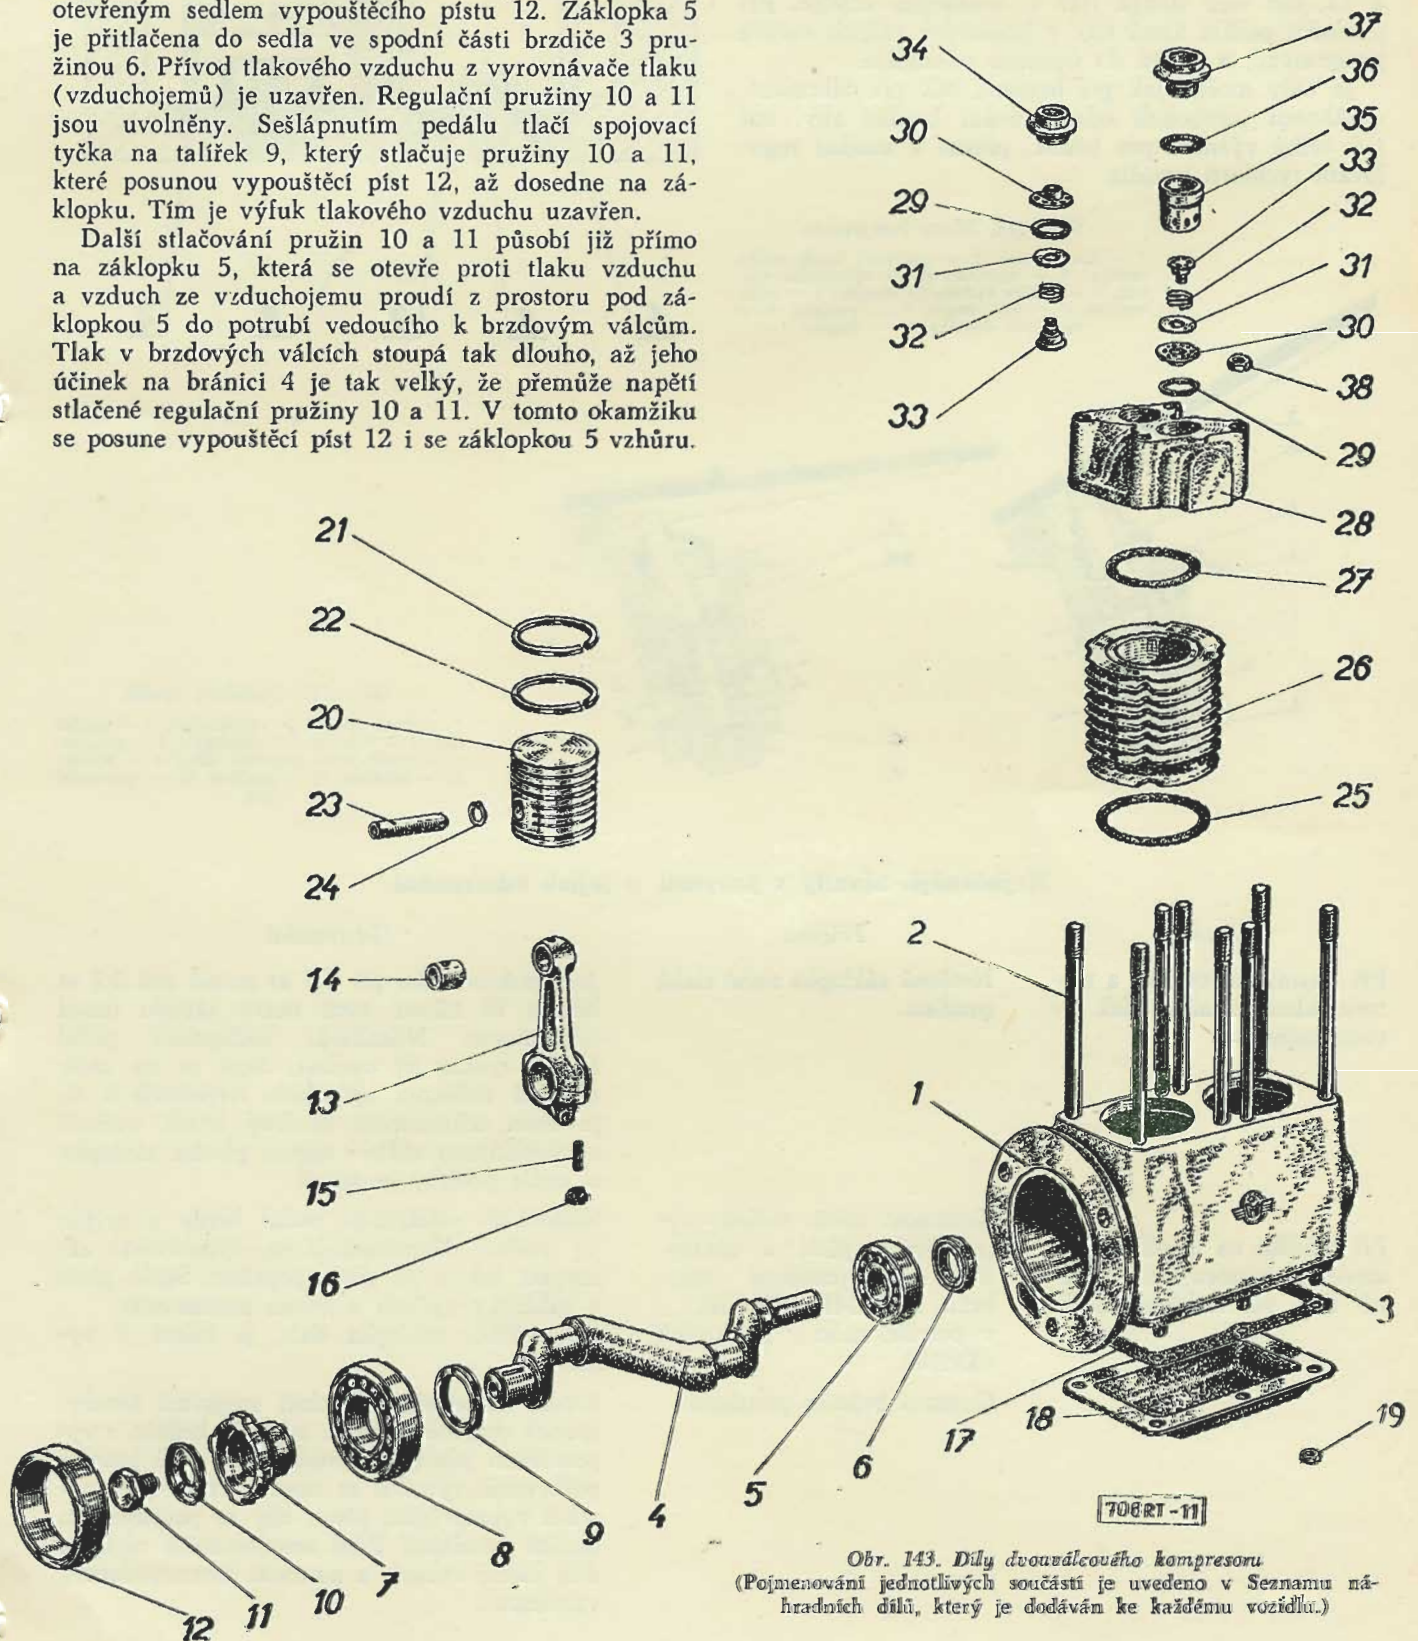 otevřeným sedlem vypouštěcího pístu 12. Záklopka 5
je přitlačena do sedla ve spodní části brzdiče 3 pru-
žinou 6. Přívod tlakového vzduchu z vyrovnávače tlaku
(vzduchojemů) je uzavřen. Regulační pružiny 10 a 11
jsou uvolněny. Sešlápnutím pedálu tlačí spojovací
tyčka na talířek 9, který stlačuje pružiny 10 a 11,
které posunou vypouštěcí píst 12, až dosedne na zá-
klopku. Tím je výfuk tlakového vzduchu uzavřen.
Další stlačování pružin 10 a 11 působí již přímo
na záklopku 5, která se otevře proti tlaku vzduchu
a vzduch ze vzduchojemu proudí z prostoru pod zá-
klopkou 5 do potrubí vedoucího k brzdovým válcům.
Tlak v brzdových válcích stoupá tak dlouho, až jeho
účinek na bránici 4 je tak velký, že přemůže napětí
stlačené regulační pružiny 10 a 11. V tomto okamžiku
se posune vypouštěcí píst 12 i se záklopkou 5 vzhůru.
34
30
29
31
32
33
37
36
35
33
32
31
30
38
29
28
27
26
25
21
22
20
23
24
14
13
15
16
2
1
3
17
18
19
5
6
4
9
8
7
10
11
12
706RT-11
Obr. 143. Díly dvouválcového kompresoru
(Pojmenování jednotlivých součástí je uvedeno v Seznamu ná-
hradních dílů, který je dodáván ke každému vozidlu.)